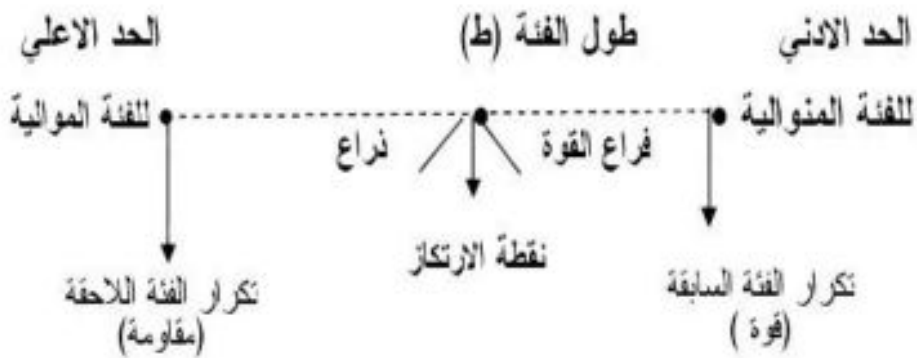 الحد الادني
طول الفئة (ط)
الحد الاعلي
للفئة المنوالية
للفئة الموالية
فراع القوة
ذراع
نقطة الارتكاز
تكرار الفئة السابقة
(قوة )
تكرار الفئة اللاحقة
(مقاومة)